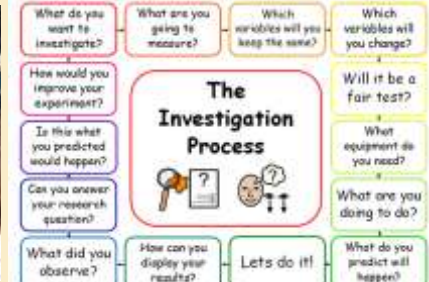 What do you
want to
investigate?
What are you
going to
measure?
Which
variables will you
keep the same?
Which
variables will
you change?
Will it be a
fair test?
What
equipment do
you need?
What are you
doing to do?
What do you
predict will
happen?
Lets do it!
How can you
display your
results?
What did you
observe?
Can you answer
your research
question?
Is this what
you predicted
would happen?
How would you
improve your
experiment?
The
Investigation
Process
?
?